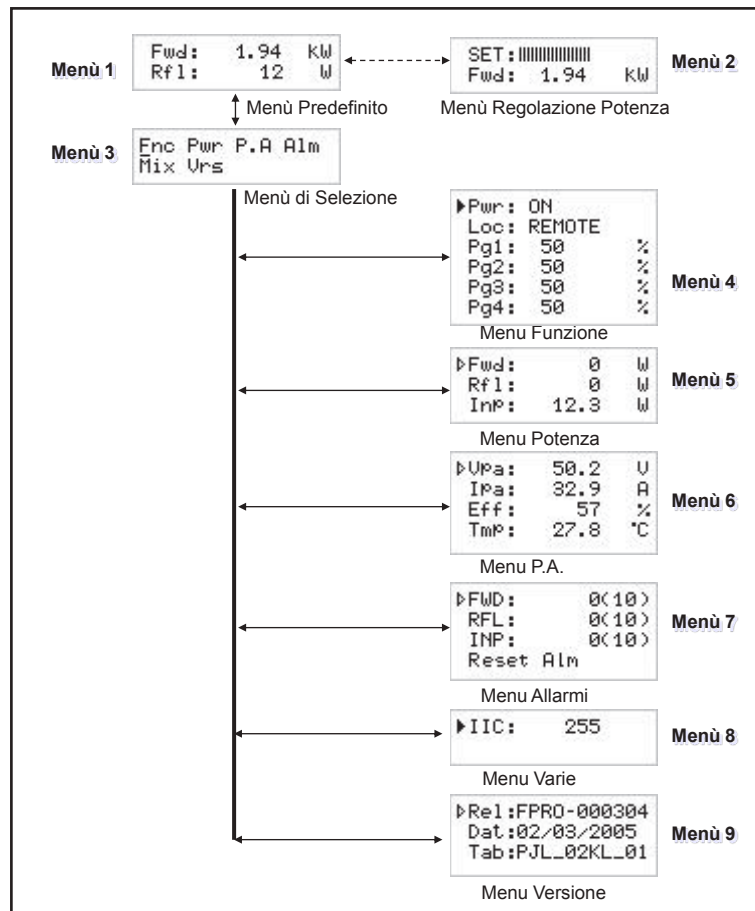 Menù 1
Fwd: 1.94 KW
Rfl: 12 W
SET:||||||||||||||||
Fwd: 1.94 KW
Menù 2
Menù Predefinito
Menù Regolazione Potenza
Menù 3
Fnc Pwr P.A Alm
Mix Vrs
Menù di Selezione
Pwr: ON
Loc: REMOTE
Pg1: 50 %
Pg2: 50 %
Pg3: 50 %
Pg4: 50 %
Menù 4
Menu Funzione
Fwd: 0 W
Rfl: 0 W
Inp: 12.3 W
Menù 5
Menu Potenza
Vpa: 50.2 V
Ipa: 32.9 A
Eff: 57 %
Tmp: 27.8 °C
Menù 6
Menu P.A.
FWD: 0(10)
RFL: 0(10)
INP: 0(10)
Reset Alm
Menù 7
Menu Allarmi
IIC: 255
Menù 8
Menu Varie
Rel:FPRO-000304
Dat:02/03/2005
Tab:PJL_02KL_01
Menù 9
Menu Versione